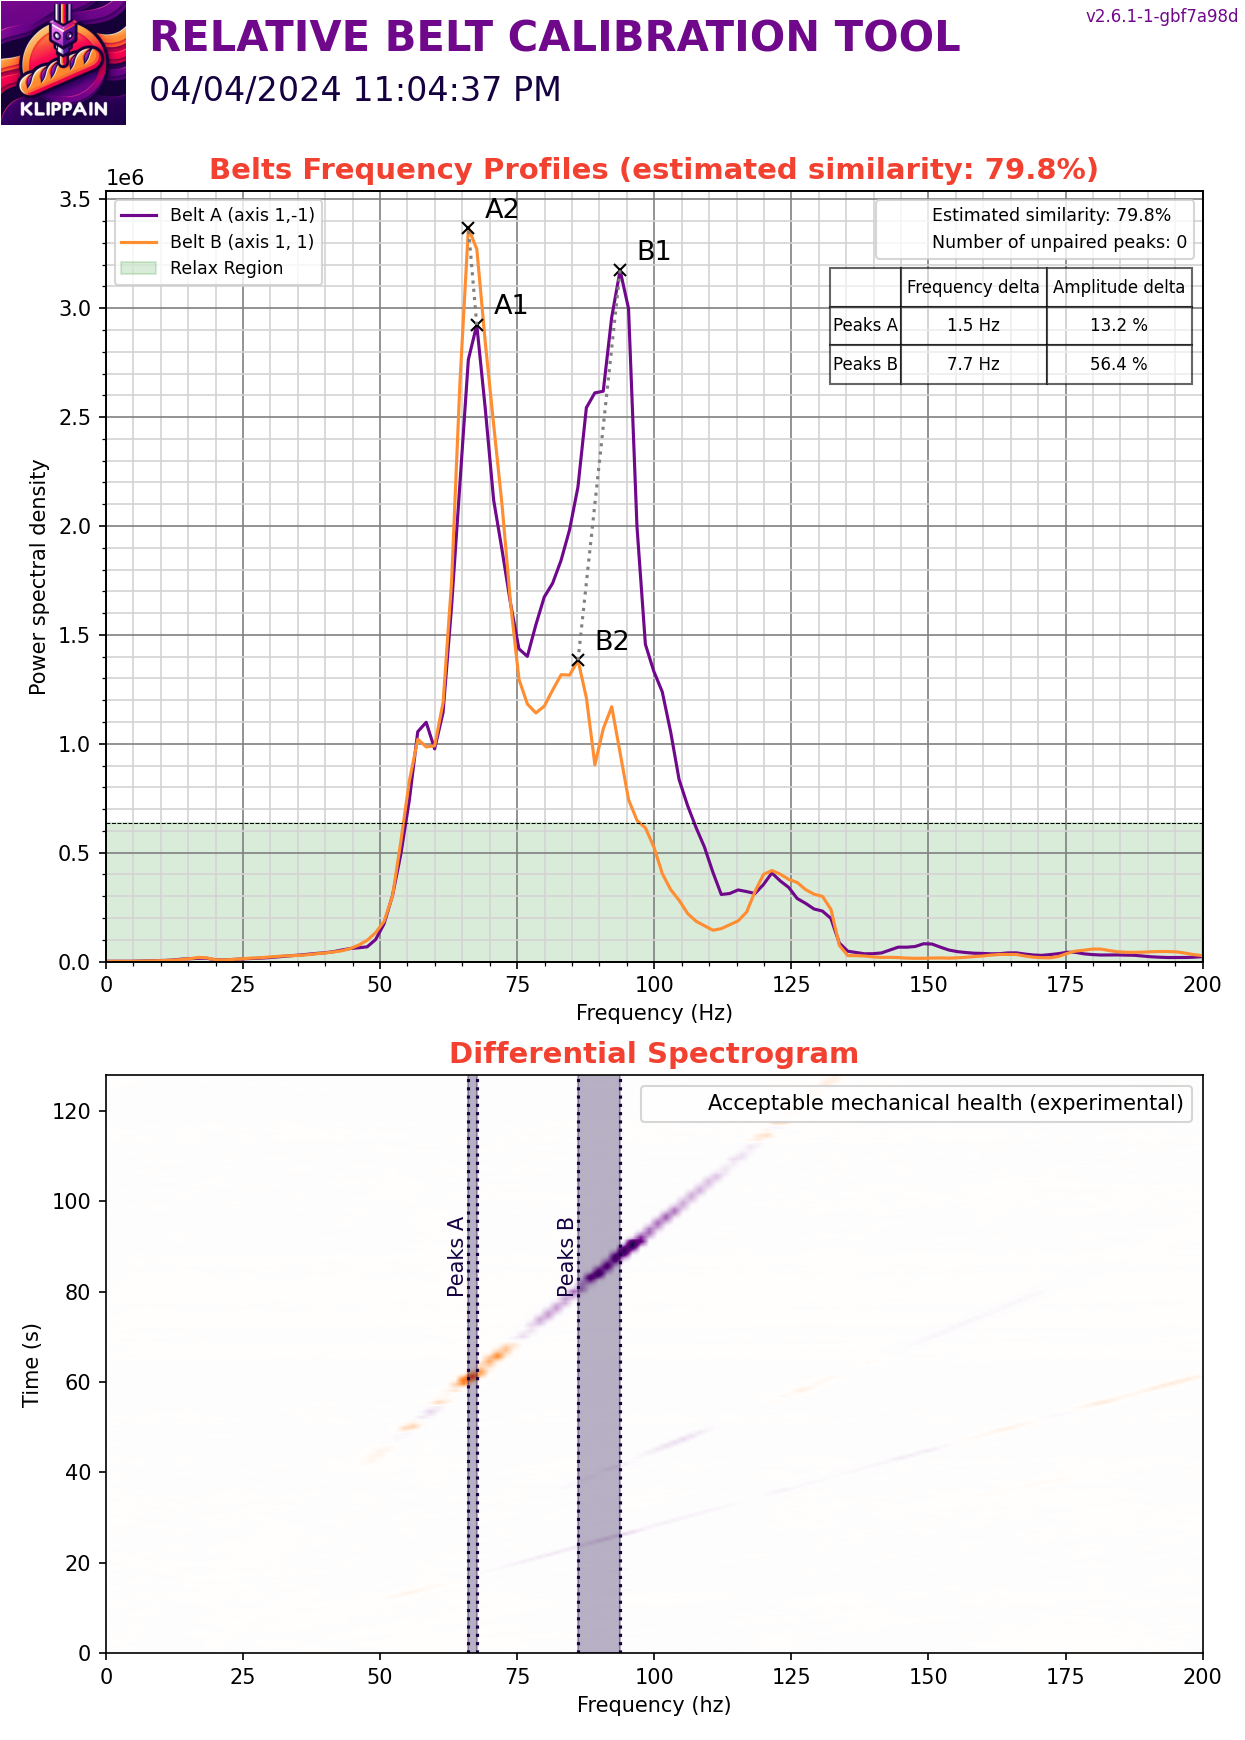 v2.6.1-1-gbf7a98d
RELATIVE BELT CALIBRATION TOOL
04/04/2024 11:04:37 PM
KLIPPAIN
Belts Frequency Profiles (estimated similarity: 79.8%)
1e6
Belt A (axis 1,-1)
Belt B (axis 1, 1)
Relax Region
Estimated similarity: 79.8%
Number of unpaired peaks: 0
Frequency delta Amplitude delta
Peaks A 1.5 Hz 13.2 %
Peaks B 7.7 Hz 56.4 %
A2
A1
B1
B2
Power spectral density
3.5
3.0
2.5
2.0
1.5
1.0
0.5
0.0
0 25 50 75 100 125 150 175 200
Frequency (Hz)
Differential Spectrogram
Acceptable mechanical health (experimental)
Peaks A
Peaks B
Time (s)
120
100
80
60
40
20
0
0 25 50 75 100 125 150 175 200
Frequency (hz)